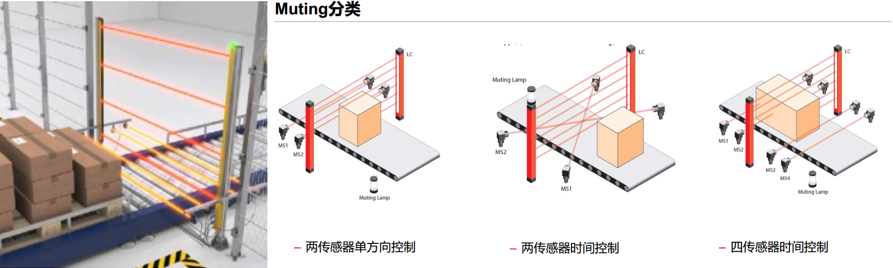 Muting分类
LC
MS1
MS2
Muting Lamp
两传感器单方向控制
LC
Muting Lamp
MS2
MS1
两传感器时间控制
LC
MS1
MS2
MS3
MS4
Muting Lamp
四传感器时间控制